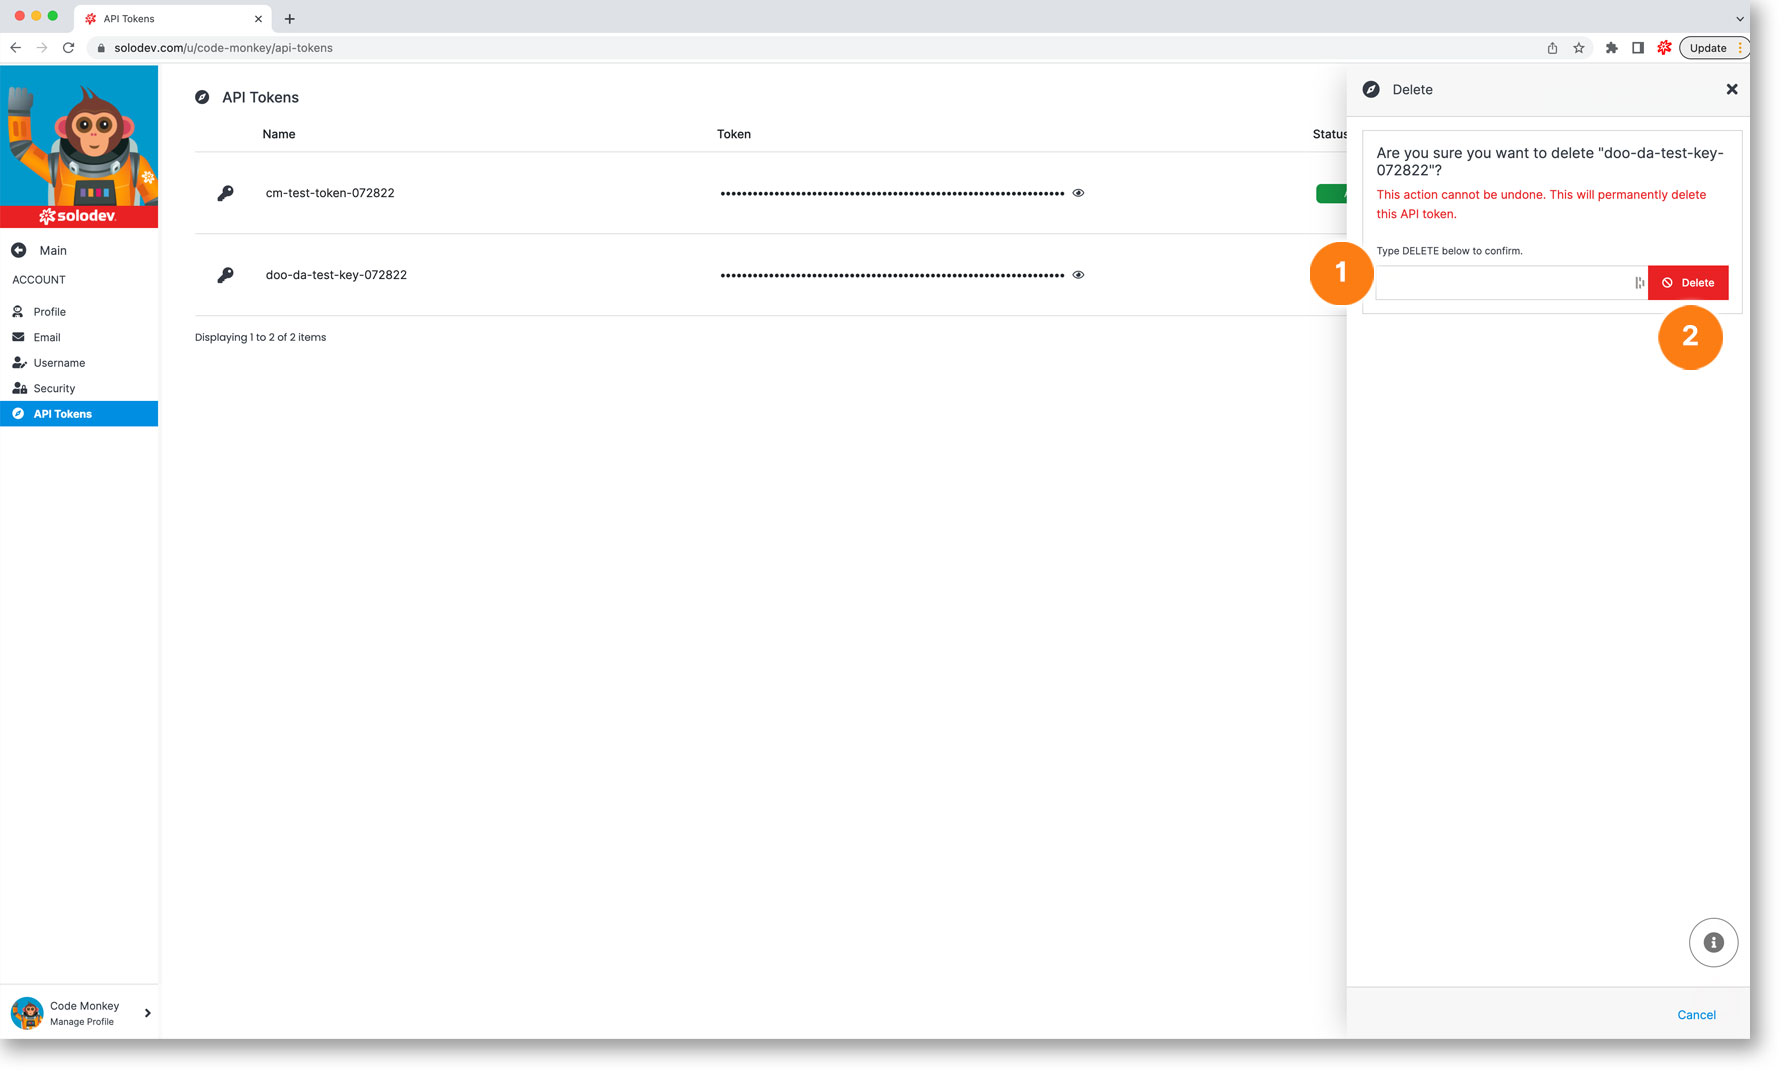 API Tokens
solodev.com/u/code-monkey/api-tokens
Update
solodev
Main
ACCOUNT
Profile
Email
Username
Security
API Tokens
Code Monkey
Manage Profile
API Tokens
Name Token Status
cm-test-token-072822
doo-da-test-key-072822
Displaying 1 to 2 of 2 items
Delete
Are you sure you want to delete "doo-da-test-key-
072822"?
This action cannot be undone. This will permanently delete
this API token.
Type DELETE below to confirm.
1
Delete
2
Cancel